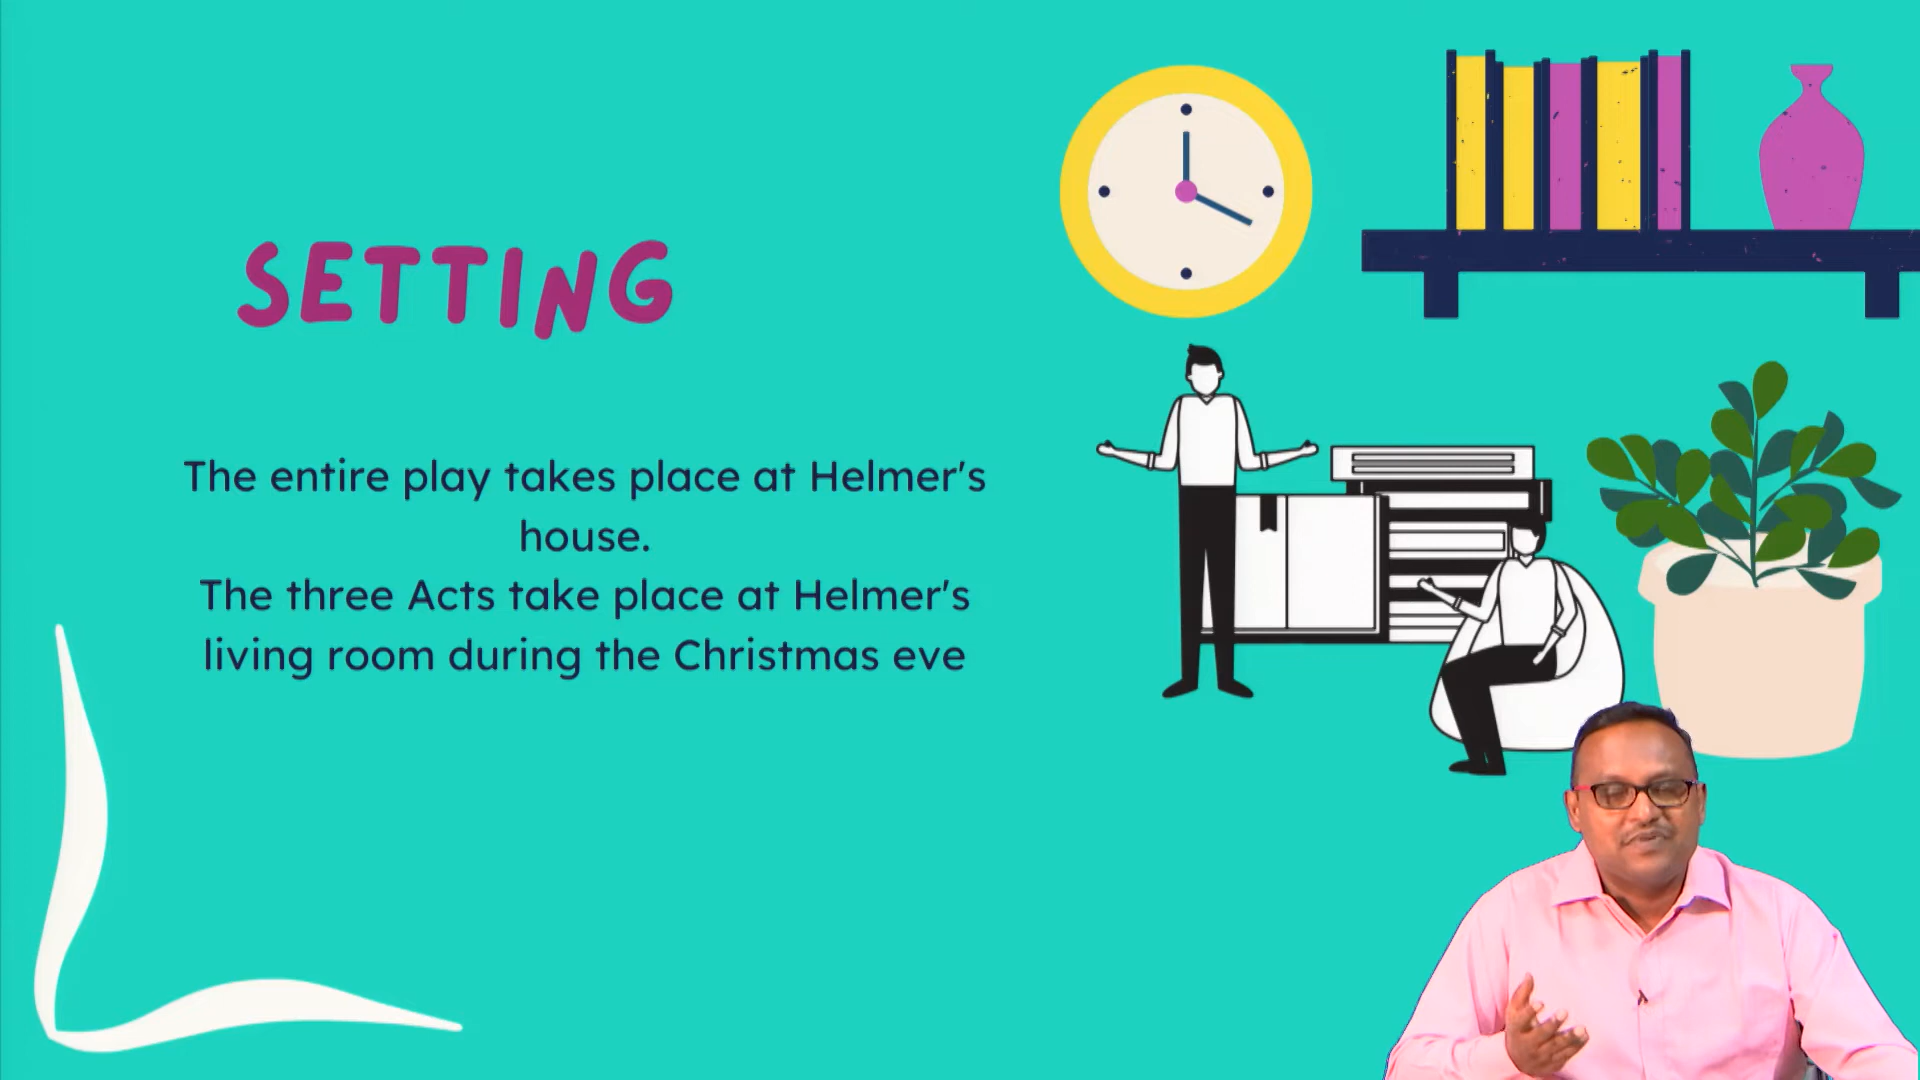 SETTING
The entire play takes place at Helmer's
house.
The three Acts take place at Helmer's
living room during the Christmas eve